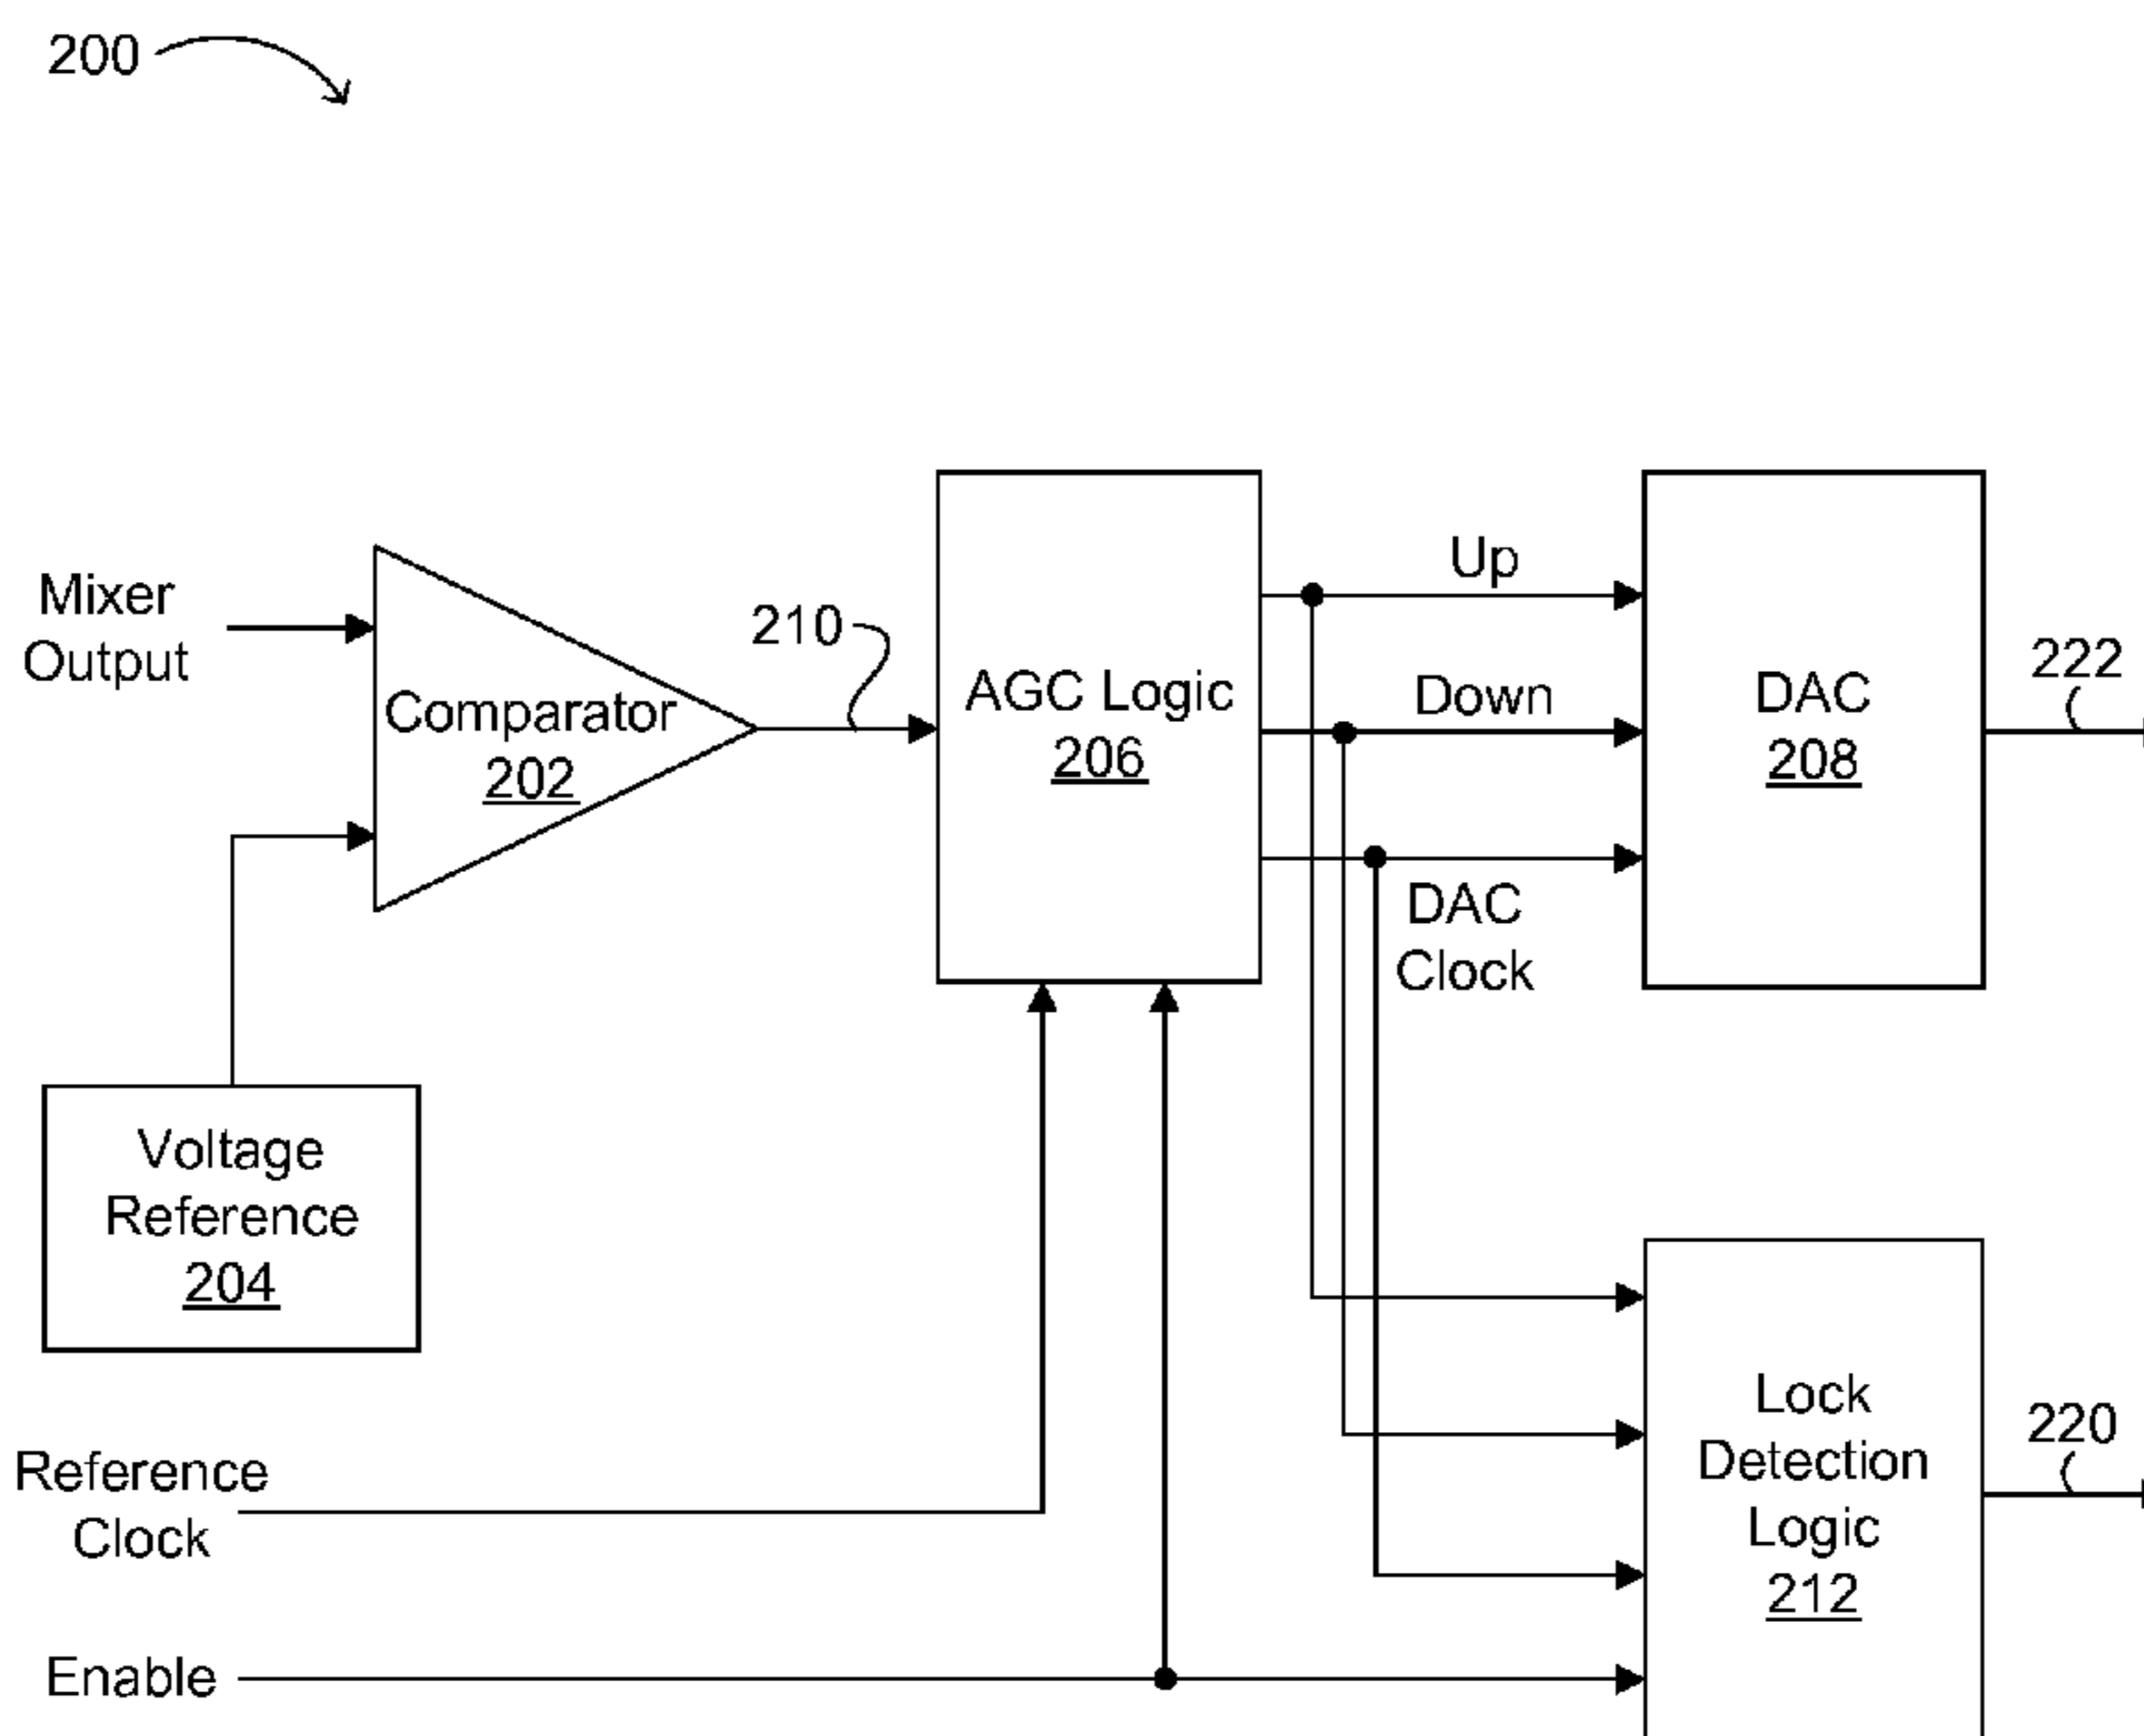 200
Mixer
Output
Comparator
202
210
AGC Logic
206
Up
Down
DAC
Clock
DAC
208
222
Voltage
Reference
204
Reference
Clock
Enable
Lock
Detection
Logic
212
220